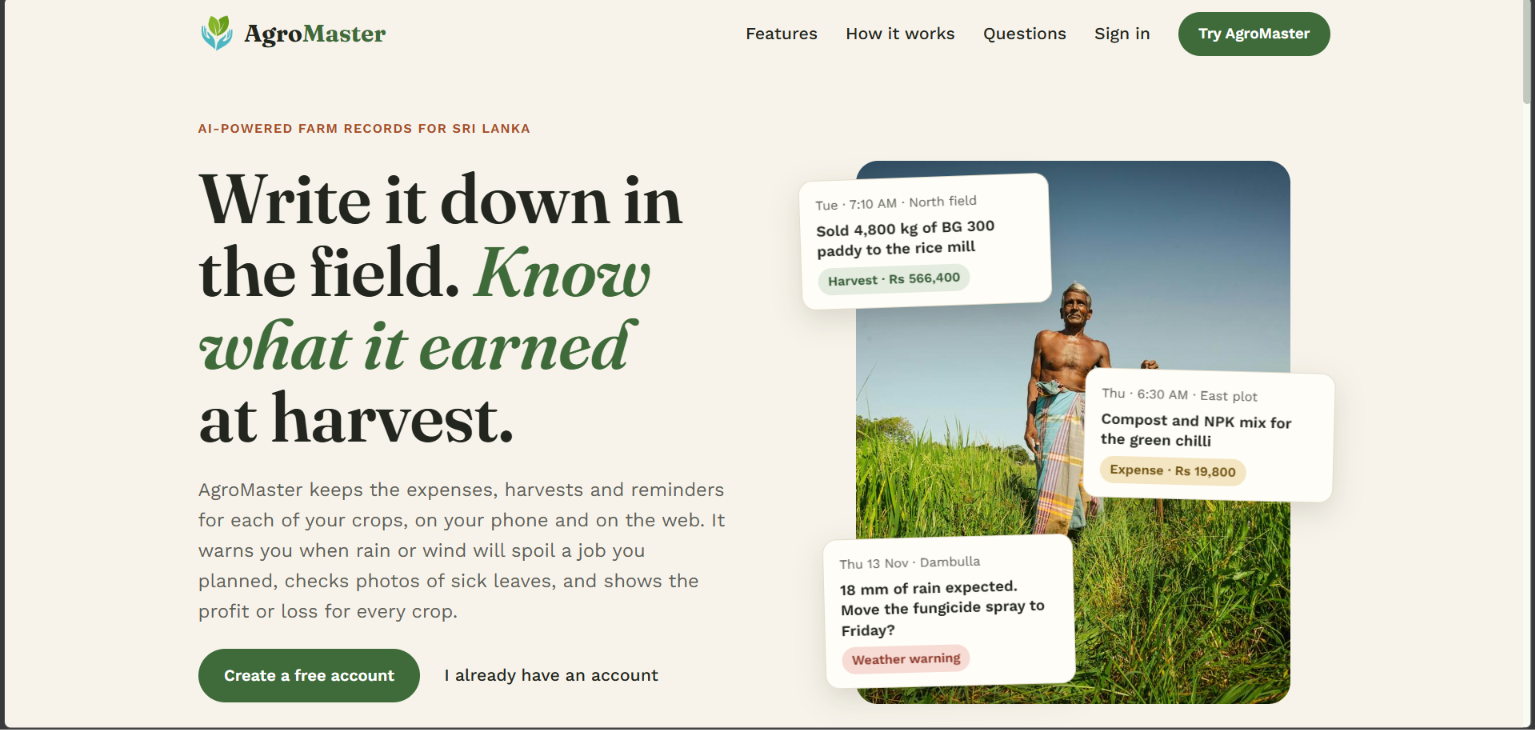 AgroMaster
Features
How it works
Questions
Sign in
Try AgroMaster
AI-POWERED FARM RECORDS FOR SRI LANKA
Write it down in
the field. Know
what it earned
at harvest.
AgroMaster keeps the expenses, harvests and reminders
for each of your crops, on your phone and on the web. It
warns you when rain or wind will spoil a job you
planned, checks photos of sick leaves, and shows the
profit or loss for every crop.
Create a free account
I already have an account
Tue · 7:10 AM · North field
Sold 4,800 kg of BG 300
paddy to the rice mill
Harvest · Rs 566,400
Thu · 6:30 AM · East plot
Compost and NPK mix for
the green chilli
Expense · Rs 19,800
Thu 13 Nov · Dambulla
18 mm of rain expected.
Move the fungicide spray to
Friday?
Weather warning